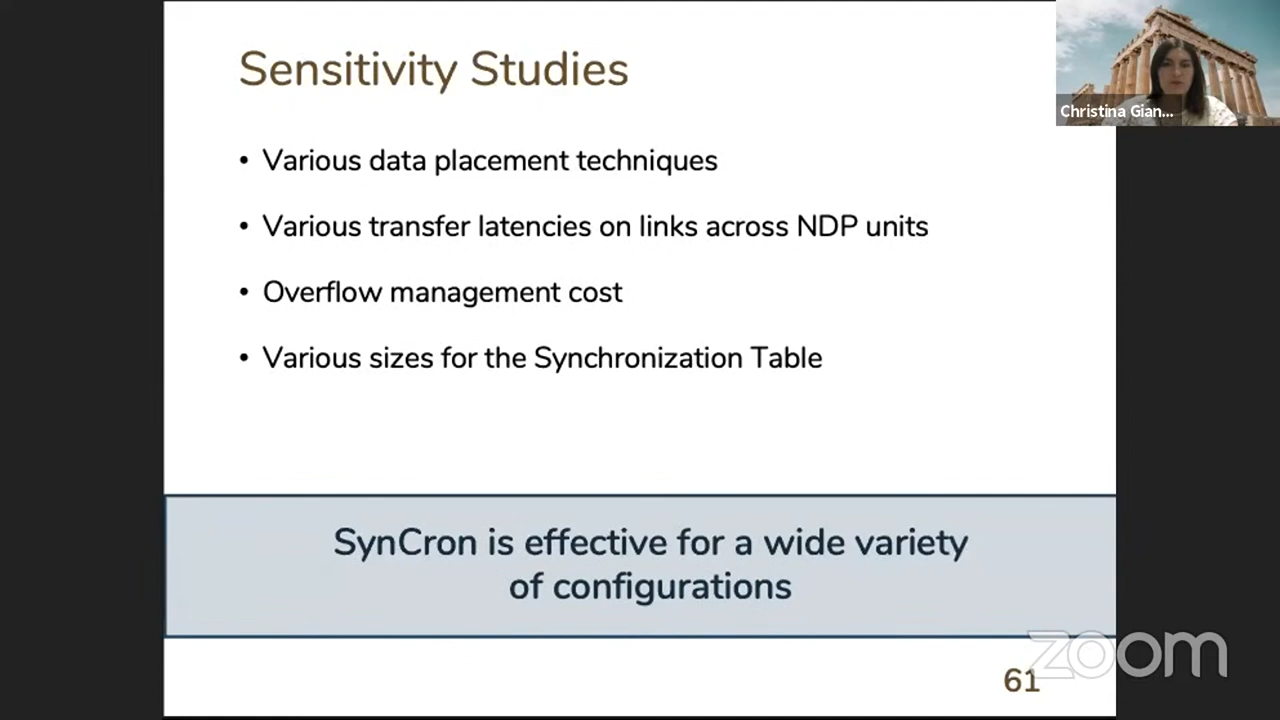 Sensitivity Studies
Christina Gian...
• Various data placement techniques
• Various transfer latencies on links across NDP units
• Overflow management cost
• Various sizes for the Synchronization Table
SynCron is effective for a wide variety
of configurations
zoom
61